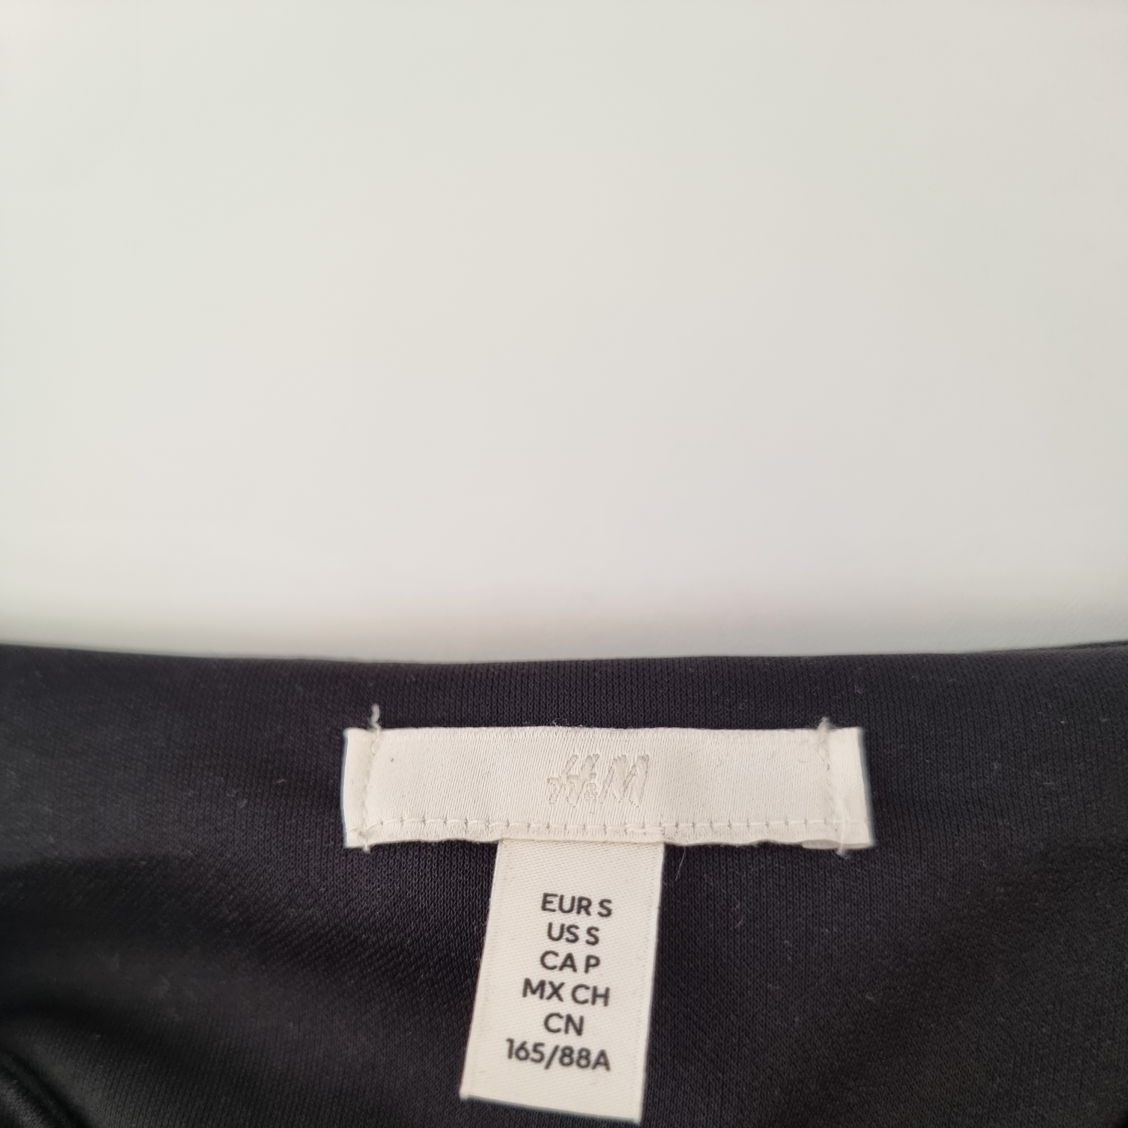 H&M
EUR S
US S
CA P
MX CH
CN
165/88A